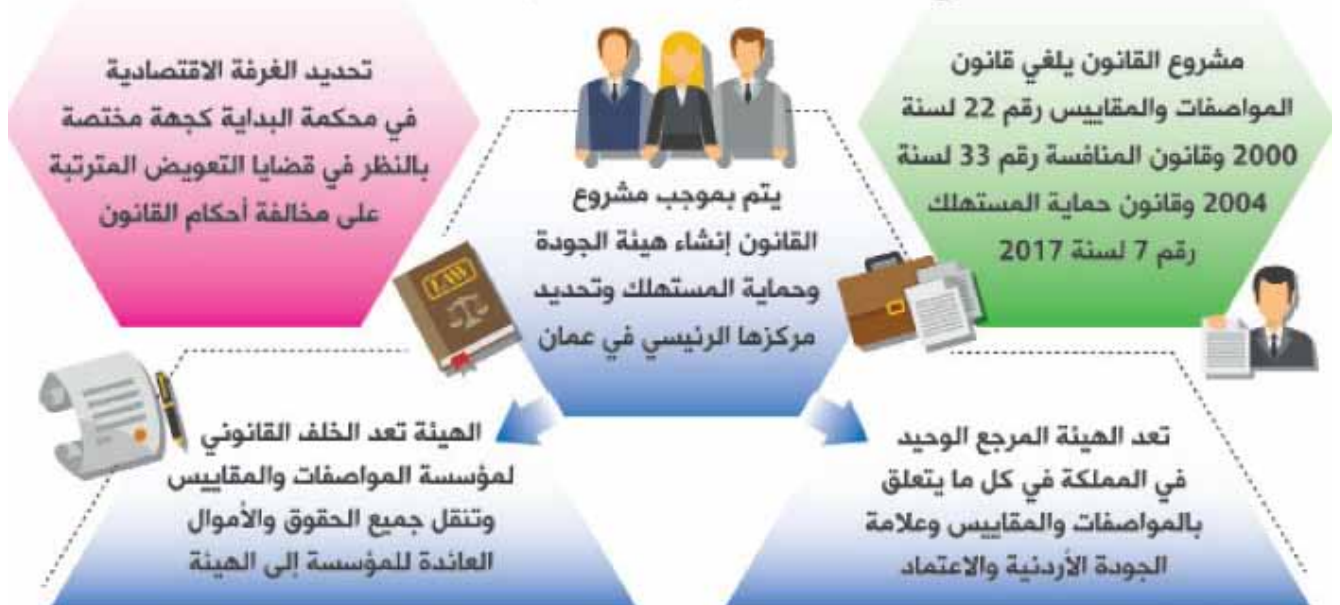 مشروع القانون يلغي قانون
المواصفات والمقاييس رقم 22 لسنة
2000 وقانون المنافسة رقم 33 لسنة
2004 وقانون حماية المستهلك
رقم 7 لسنة 2017
يتم بموجب مشروع
القانون إنشاء هيئة الجودة
وحماية المستهلك وتحديد
مركزها الرئيسي في عمان
تحديد الغرفة الاقتصادية
في محكمة البداية كجهة مختصة
بالنظر في قضايا التعويض المترتبة
على مخالفة أحكام القانون
LAW
تعد الهيئة المرجع الوحيد
في المملكة في كل ما يتعلق
بالمواصفات والمقاييس وعلامة
الجودة الأردنية والاعتماد
الهيئة تعد الخلف القانوني
لمؤسسة المواصفات والمقاييس
وتنقل جميع الحقوق والأموال
العائدة للمؤسسة إلى الهيئة